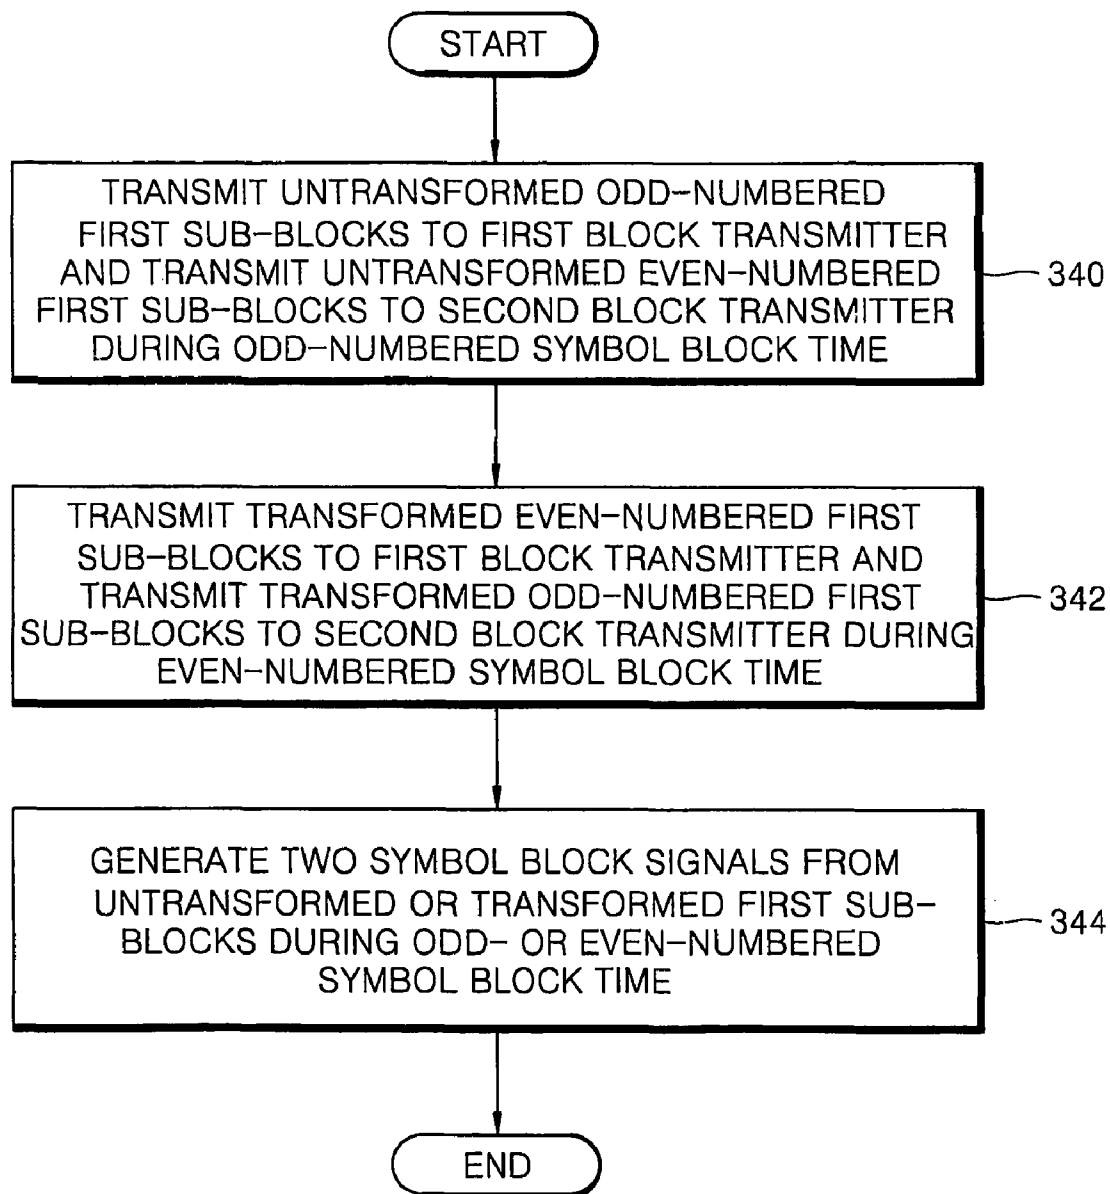 START
TRANSMIT UNTRANSFORMED ODD-NUMBERED
FIRST SUB-BLOCKS TO FIRST BLOCK TRANSMITTER
AND TRANSMIT UNTRANSFORMED EVEN-NUMBERED
FIRST SUB-BLOCKS TO SECOND BLOCK TRANSMITTER
DURING ODD-NUMBERED SYMBOL BLOCK TIME
340
TRANSMIT TRANSFORMED EVEN-NUMBERED FIRST
SUB-BLOCKS TO FIRST BLOCK TRANSMITTER AND
TRANSMIT TRANSFORMED ODD-NUMBERED FIRST
SUB-BLOCKS TO SECOND BLOCK TRANSMITTER DURING
EVEN-NUMBERED SYMBOL BLOCK TIME
342
GENERATE TWO SYMBOL BLOCK SIGNALS FROM
UNTRANSFORMED OR TRANSFORMED FIRST SUB-
BLOCKS DURING ODD- OR EVEN-NUMBERED
SYMBOL BLOCK TIME
344
END